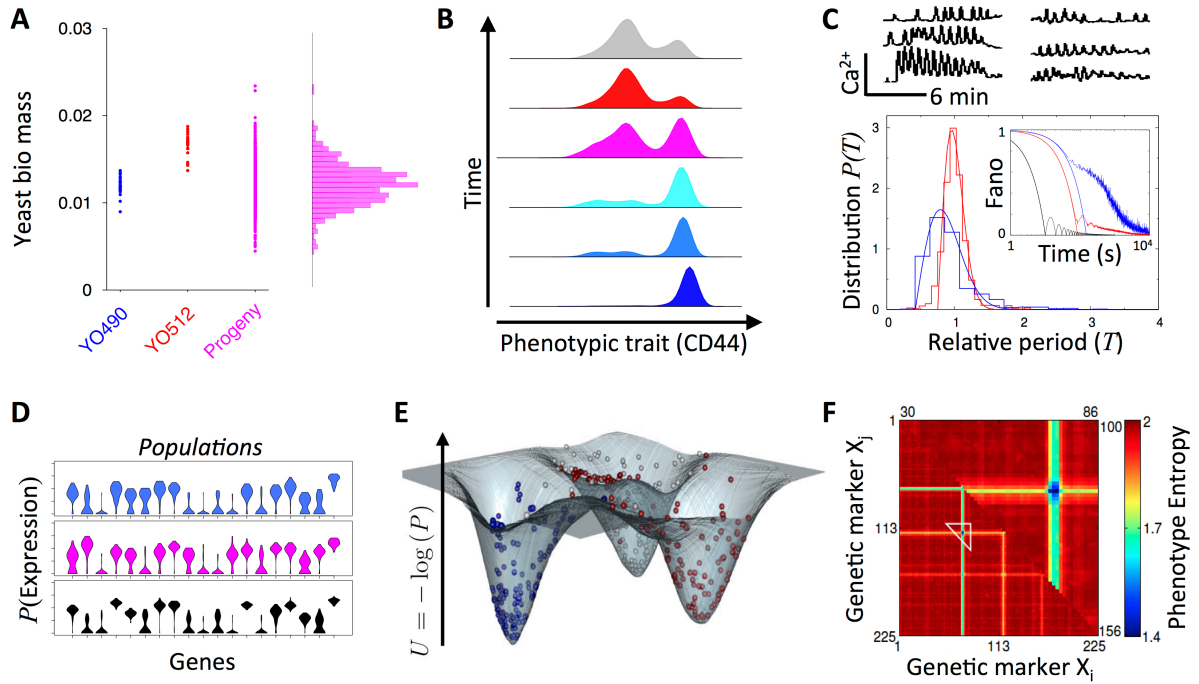 A
0.03
0.02
0.01
0
Yeast bio mass
YO490
YO512
Progeny
B
Time
Phenotypic trait (CD44)
C
Ca2+
6 min
3
2
1
0
Distribution P(T)
0
1
2
3
4
Relative period (T)
1
0
Fano
1
10⁴
Time (s)
D
Populations
P(Expression)
Genes
E
U = −log (P)
F
30
86
1
113
225
Genetic marker Xj
100
156
1
113
225
Genetic marker Xi
2
1.7
1.4
Phenotype Entropy